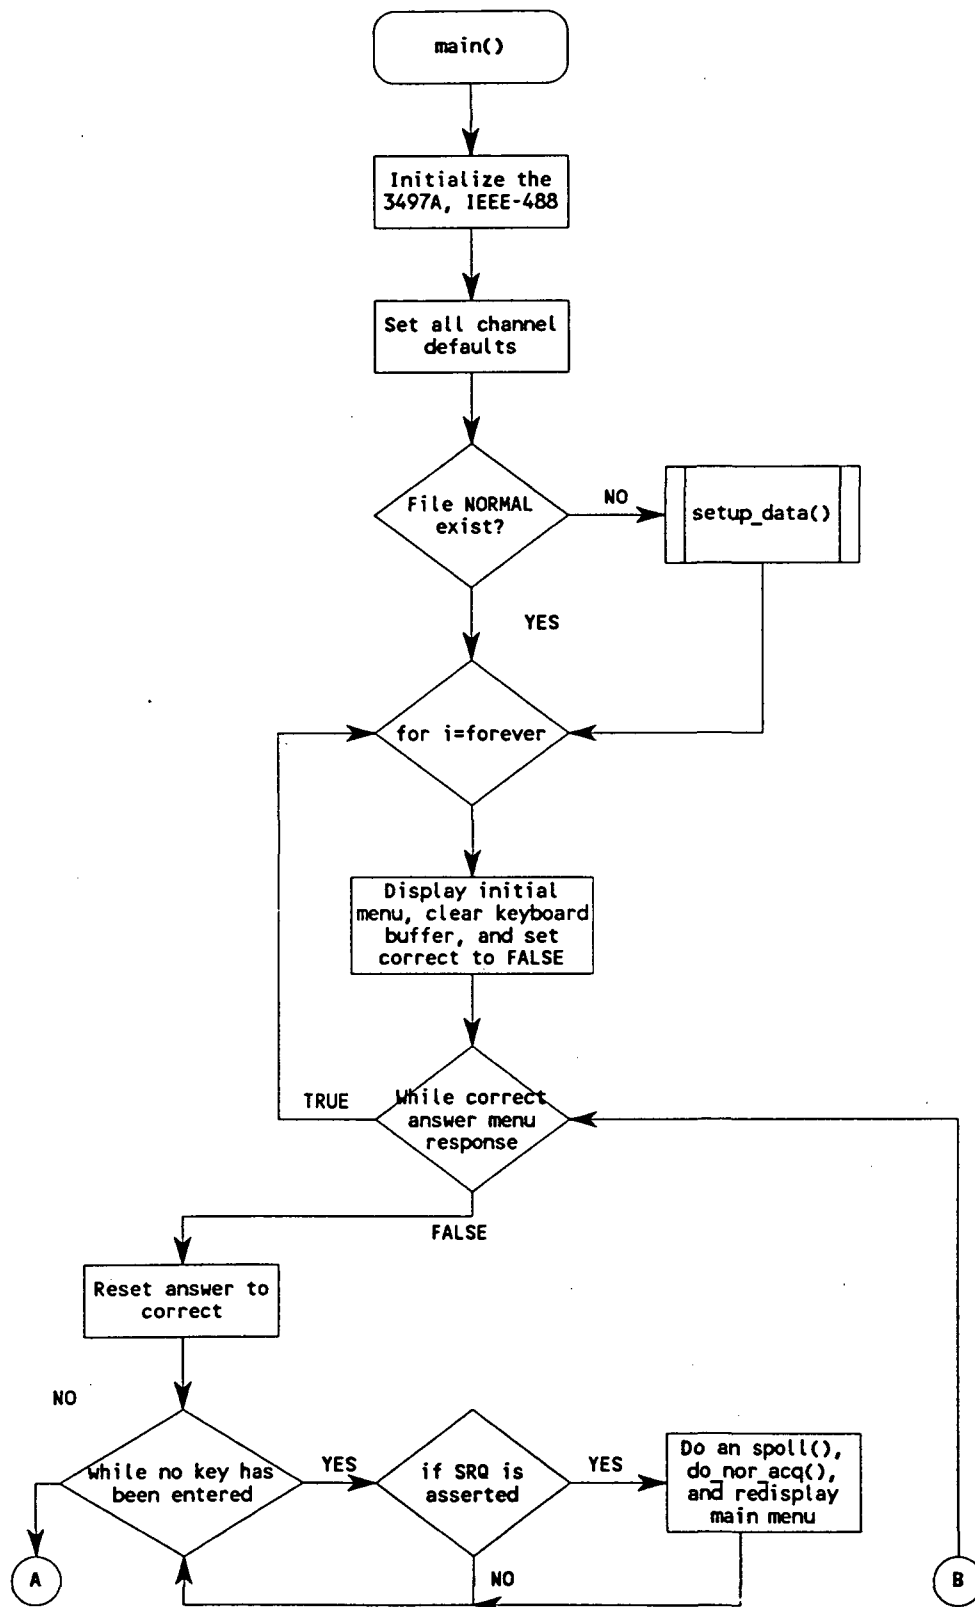 main()
Initialize the
3497A, IEEE-488
Set all channel
defaults
File NORMAL
exist?
NO
setup_data()
YES
for i=forever
Display initial
menu, clear keyboard
buffer, and set
correct to FALSE
TRUE
While correct
answer menu
response
FALSE
Reset answer to
correct
NO
while no key has
been entered
YES
if SRQ is
asserted
YES
Do an spoll(),
do_nor_acq(),
and redisplay
main menu
A
NO
B